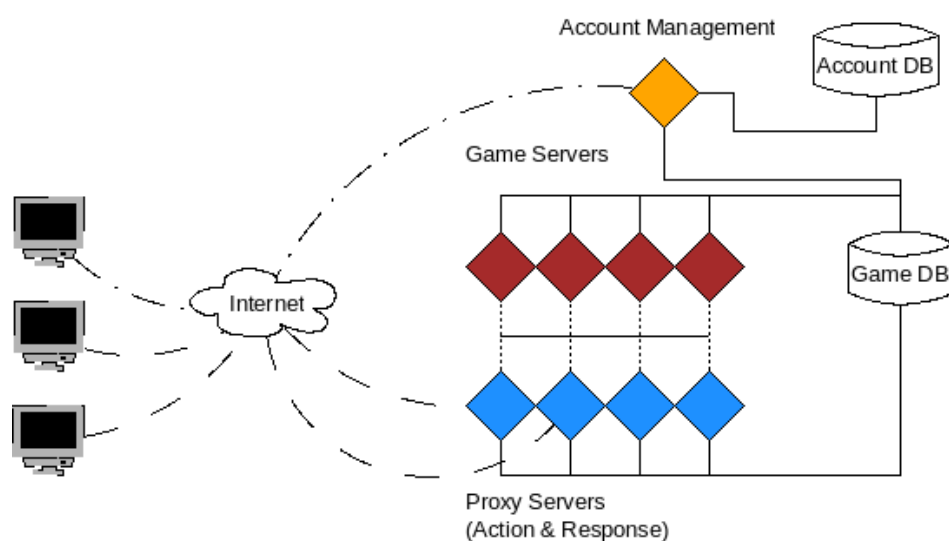 Account Management
Account DB
Game Servers
Internet
Game DB
Proxy Servers
(Action & Response)